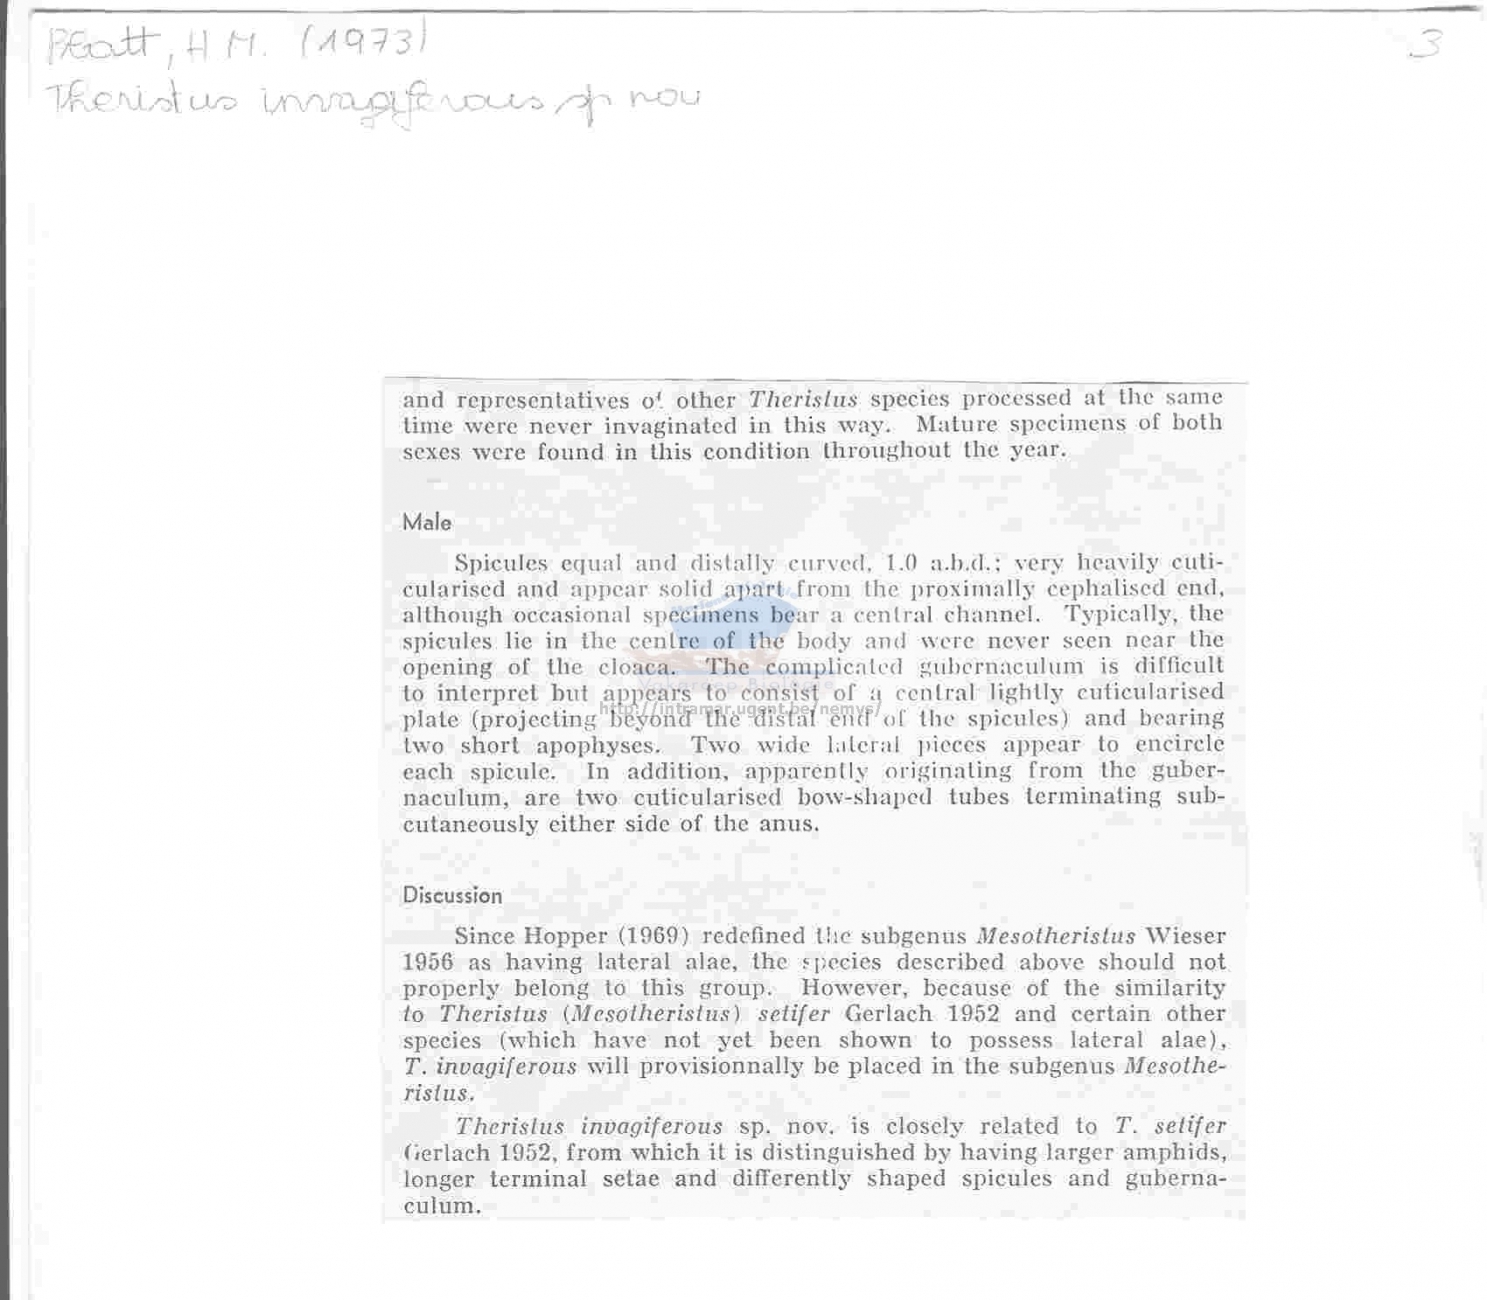 Platt, H M. (1973)
3
Theristus invagiferous sp nov
and representatives of other Theristus species processed at the same
time were never invaginated in this way. Mature specimens of both
sexes were found in this condition throughout the year.
Male
Spicules equal and distally curved, 1.0 a.b.d.; very heavily cuti-
cularised and appear solid apart from the proximally cephalised end,
although occasional specimens bear a central channel. Typically, the
spicules lie in the centre of the body and were never seen near the
opening of the cloaca. The complicated gubernaculum is difficult
to interpret but appears to consist of a central lightly cuticularised
plate (projecting beyond the distal end of the spicules) and bearing
two short apophyses. Two wide lateral pieces appear to encircle
each spicule. In addition, apparently originating from the guber-
naculum, are two cuticularised bow-shaped tubes terminating sub-
cutaneously either side of the anus.
http://intramar.ugent.be/nemys/
Discussion
Since Hopper (1969) redefined the subgenus Mesotheristus Wieser
1956 as having lateral alae, the species described above should not
properly belong to this group. However, because of the similarity
to Theristus (Mesotheristus) setifer Gerlach 1952 and certain other
species (which have not yet been shown to possess lateral alae),
T. invagiferous will provisionnally be placed in the subgenus Mesothe-
ristus.
Theristus invagiferous sp. nov. is closely related to T. setifer
Gerlach 1952, from which it is distinguished by having larger amphids,
longer terminal setae and differently shaped spicules and guberna-
culum.